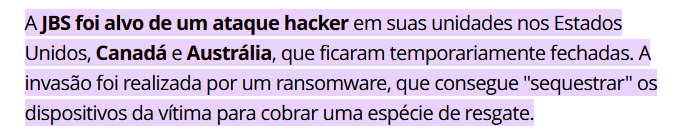 A JBS foi alvo de um ataque hacker em suas unidades nos Estados
Unidos, Canadá e Austrália, que ficaram temporariamente fechadas. A
invasão foi realizada por um ransomware, que consegue "sequestrar" os
dispositivos da vítima para cobrar uma espécie de resgate.